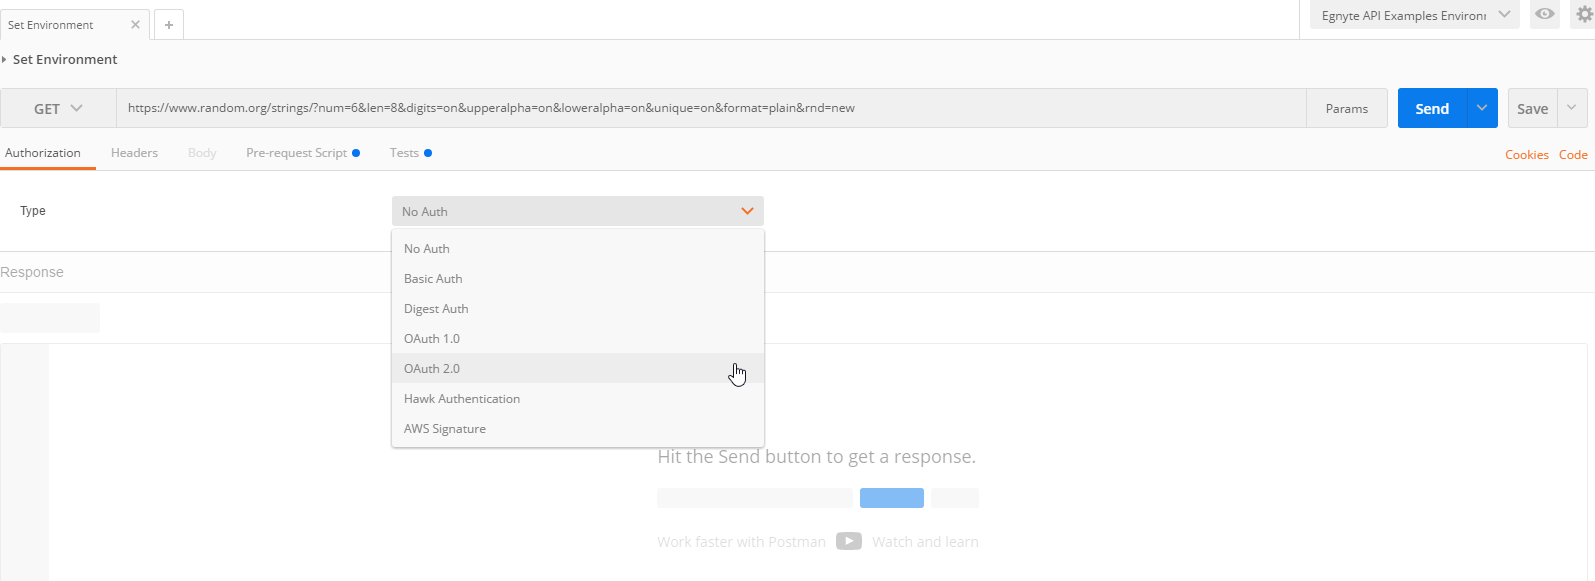 Set Environment
Egnyte API Examples Environ
Set Environment
GET https://www.random.org/strings/?num=6&len=8&digits=on&upperalpha=on&loweralpha=on&unique=on&format=plain&rnd=new Params Send Save
Authorization Headers Body Pre-request Script Tests Cookies Code
Type No Auth
No Auth
Response
Basic Auth
Digest Auth
OAuth 1.0
OAuth 2.0
Hawk Authentication
AWS Signature
Hit the Send button to get a response.
Work faster with Postman Watch and learn